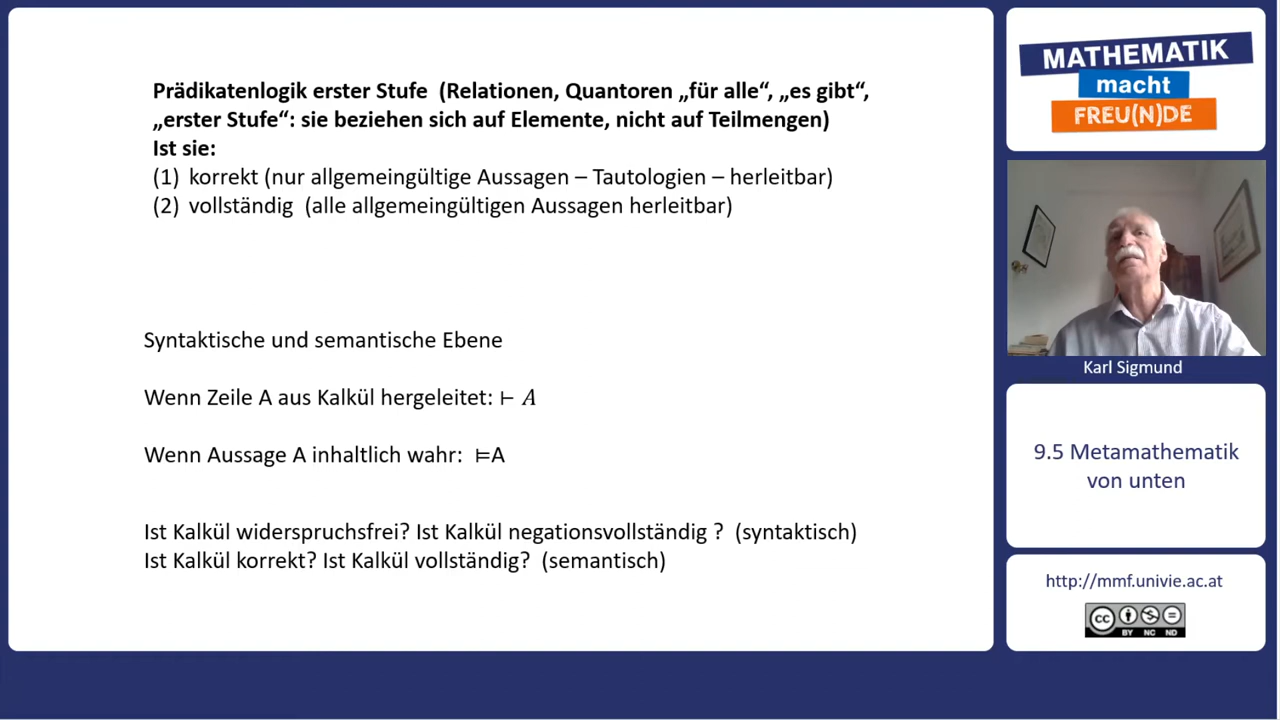 Prädikatenlogik erster Stufe (Relationen, Quantoren „für alle“, „es gibt“,
„erster Stufe“: sie beziehen sich auf Elemente, nicht auf Teilmengen)
Ist sie:
(1) korrekt (nur allgemeingültige Aussagen – Tautologien – herleitbar)
(2) vollständig (alle allgemeingültigen Aussagen herleitbar)
Syntaktische und semantische Ebene
Wenn Zeile A aus Kalkül hergeleitet: ⊢ A
Wenn Aussage A inhaltlich wahr: ⊨A
Ist Kalkül widerspruchsfrei? Ist Kalkül negationsvollständig ? (syntaktisch)
Ist Kalkül korrekt? Ist Kalkül vollständig? (semantisch)
MATHEMATIK
macht
FREU(N)DE
Karl Sigmund
9.5 Metamathematik
von unten
http://mmf.univie.ac.at
CC
BY NC ND